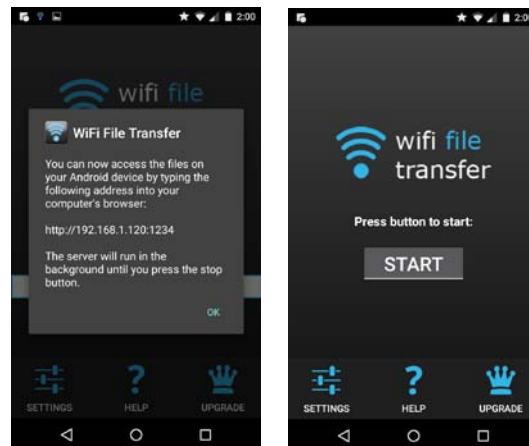 2:00
wifi file
WiFi File Transfer
You can now access the files on
your Android device by typing the
following address into your
computer's browser:
http://192.168.1.120:1234
The server will run in the
background until you press the stop
button.
OK
SETTINGS HELP UPGRADE
2:0
wifi file
transfer
Press button to start:
START
SETTINGS HELP UPGRADE